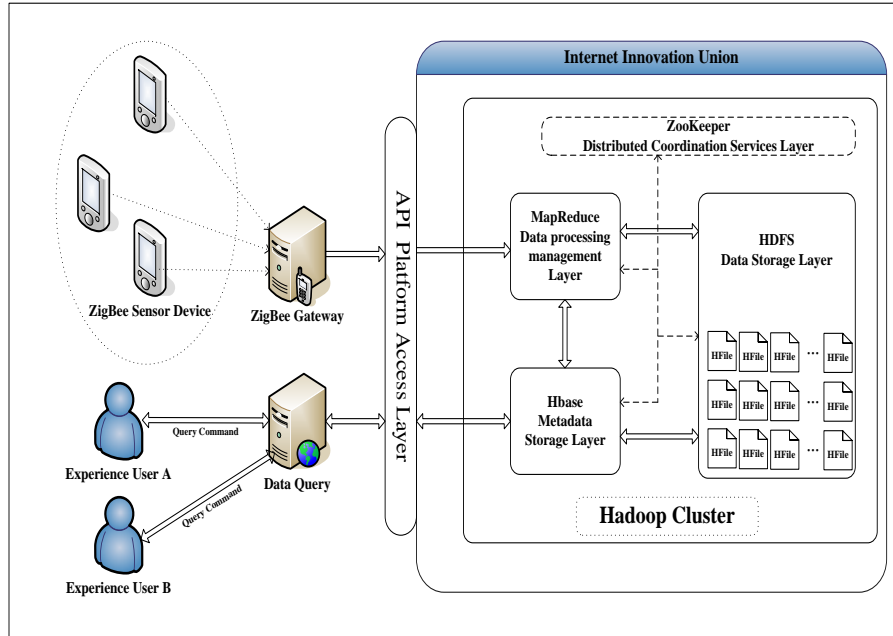 Internet Innovation Union
ZooKeeper
Distributed Coordination Services Layer
MapReduce
Data processing
management
Layer
HDFS
Data Storage Layer
API Platform Access Layer
ZigBee Sensor Device
ZigBee Gateway
HFile HFile HFile ... HFile
HFile HFile HFile ... HFile
HFile HFile HFile ... HFile
Hbase
Metadata
Storage Layer
Query Command
Experience User A
Data Query
Query Command
Experience User B
Hadoop Cluster